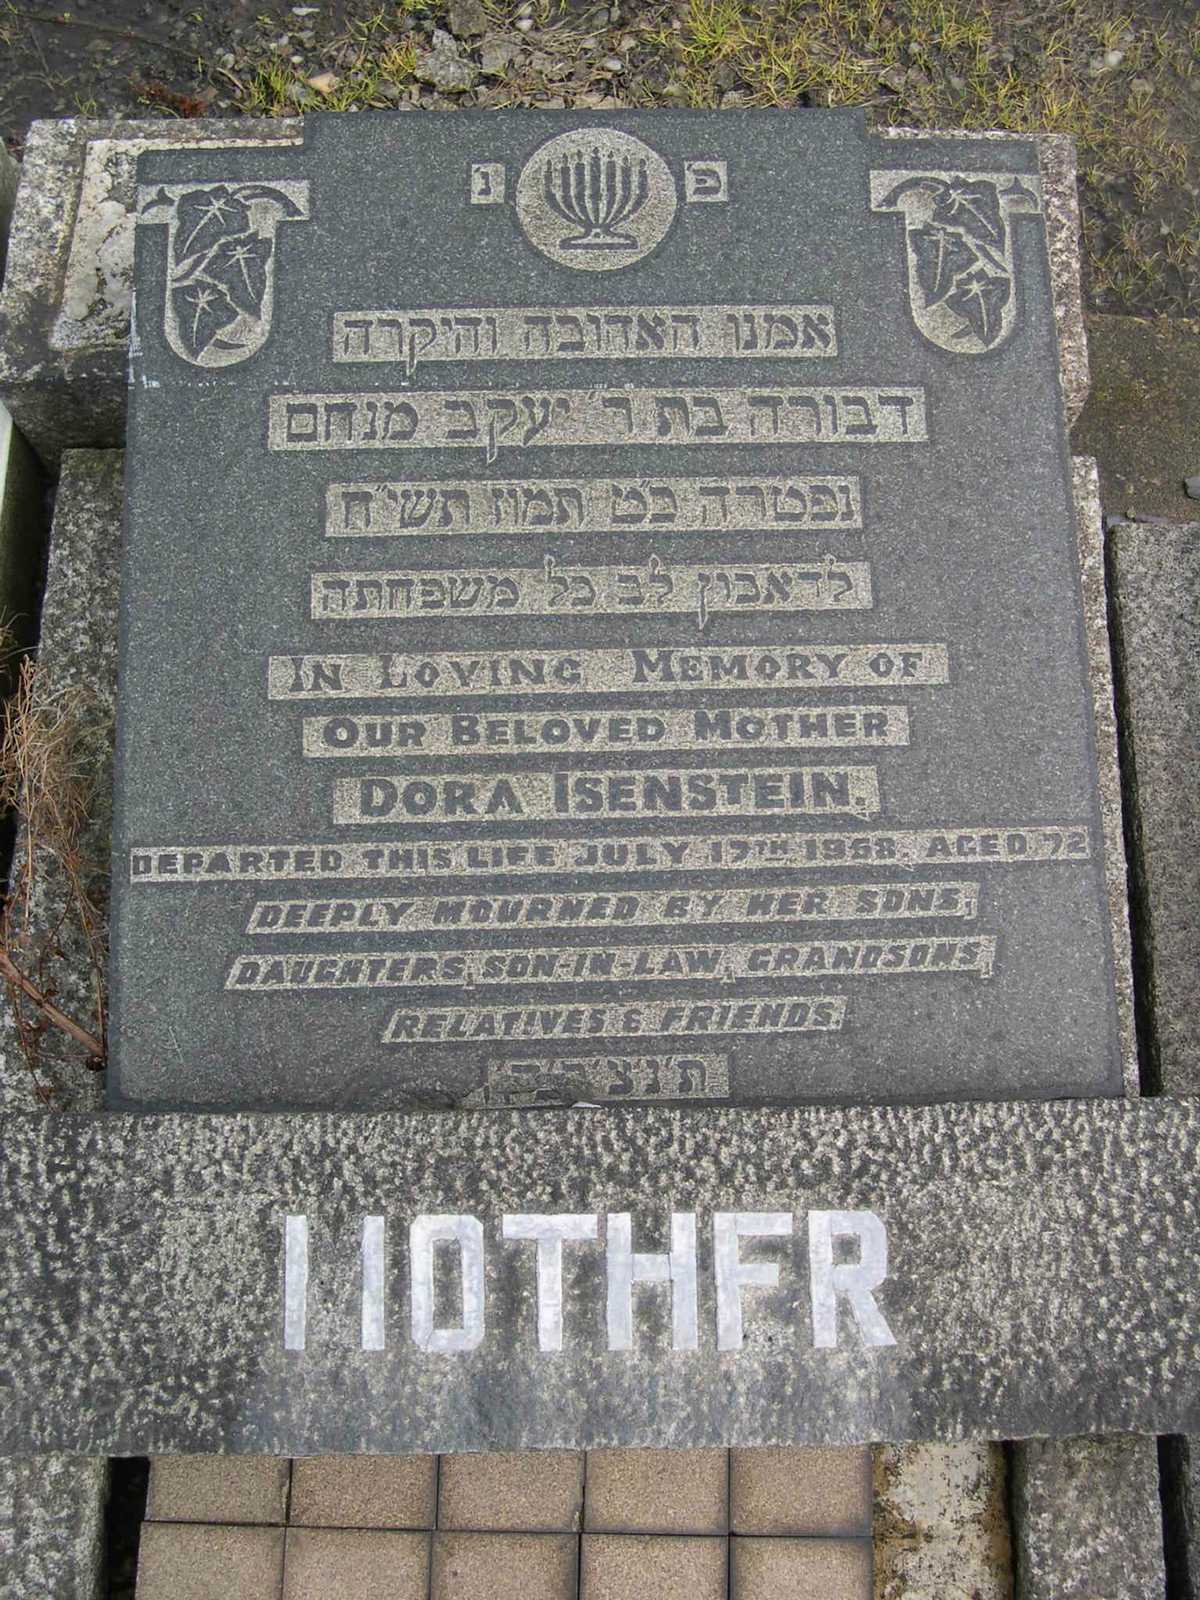 פ נ
אמנו האהובה והיקרה
דבורה בת ר' יעקב מנחם
נפטרה כ"ט תמוז תשי"ח
לדאבון לב כל משפחתה
IN LOVING MEMORY OF
OUR BELOVED MOTHER
DORA ISENSTEIN.
DEPARTED THIS LIFE JULY 17TH 1958. AGED 72
DEEPLY MOURNED BY HER SONS,
DAUGHTERS, SON-IN-LAW, GRANDSONS,
RELATIVES & FRIENDS.
ת'נ'צ'ב'ה'
MOTHER